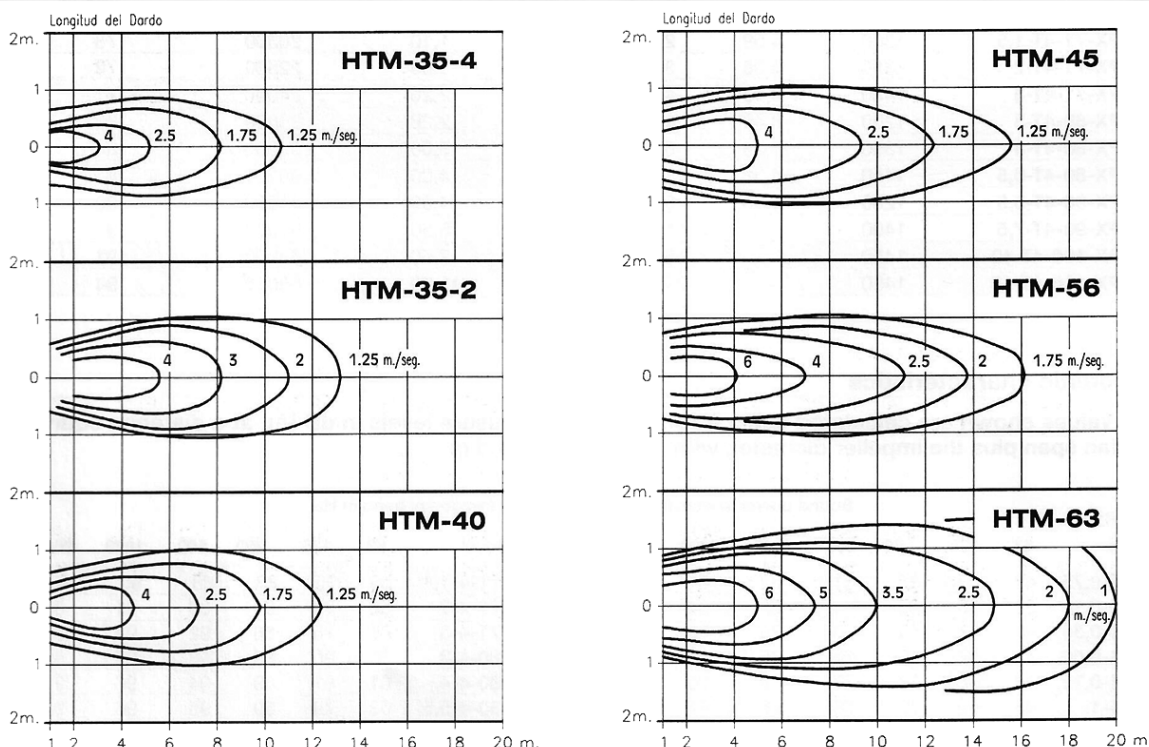 Longitud del Dardo
2m.
HTM-35-4
1
4 2.5 1.75 1.25 m./seg.
0
1
2m.
HTM-35-2
1
4 3 2 1.25 m./seg.
0
1
2m.
HTM-40
1
4 2.5 1.75 1.25 m./seg.
0
1
2m.
1 2 4 6 8 10 12 14 16 18 20 m.
Longitud del Dardo
2m.
HTM-45
1
4 2.5 1.75 1.25 m./seg.
0
1
2m.
HTM-56
1
6 4 2.5 2 1.75 m./seg.
0
1
2m.
HTM-63
1
6 5 3.5 2.5 2 1
0
m./seg.
1
2m.
1 2 4 6 8 10 12 14 16 18 20 m